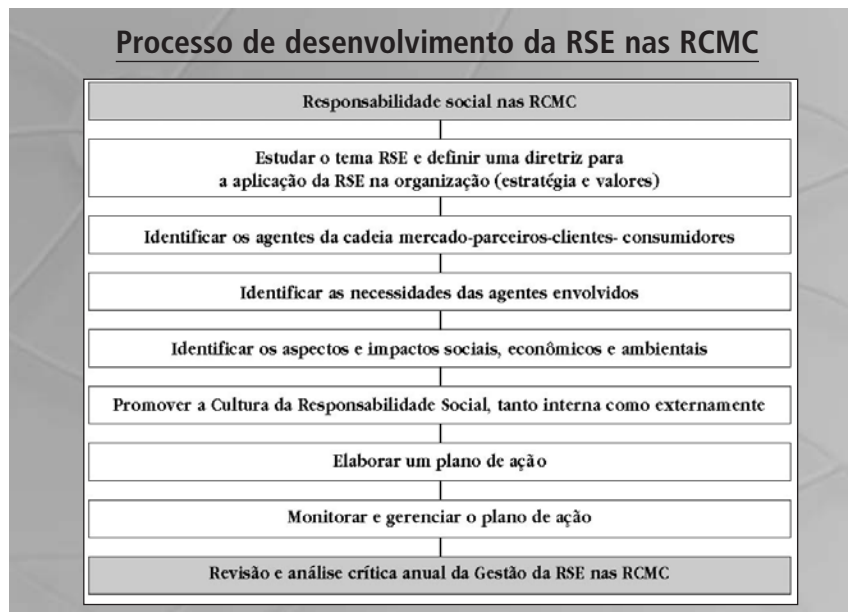 Processo de desenvolvimento da RSE nas RCMC
Responsabilidade social nas RCMC
Estudar o tema RSE e definir uma diretriz para
a aplicação da RSE na organização (estratégia e valores)
Identificar os agentes da cadeia mercado-parceiros-clientes- consumidores
Identificar as necessidades das agentes envolvidos
Identificar os aspectos e impactos sociais, econômicos e ambientais
Promover a Cultura da Responsabilidade Social, tanto interna como externamente
Elaborar um plano de ação
Monitorar e gerenciar o plano de ação
Revisão e análise crítica anual da Gestão da RSE nas RCMC